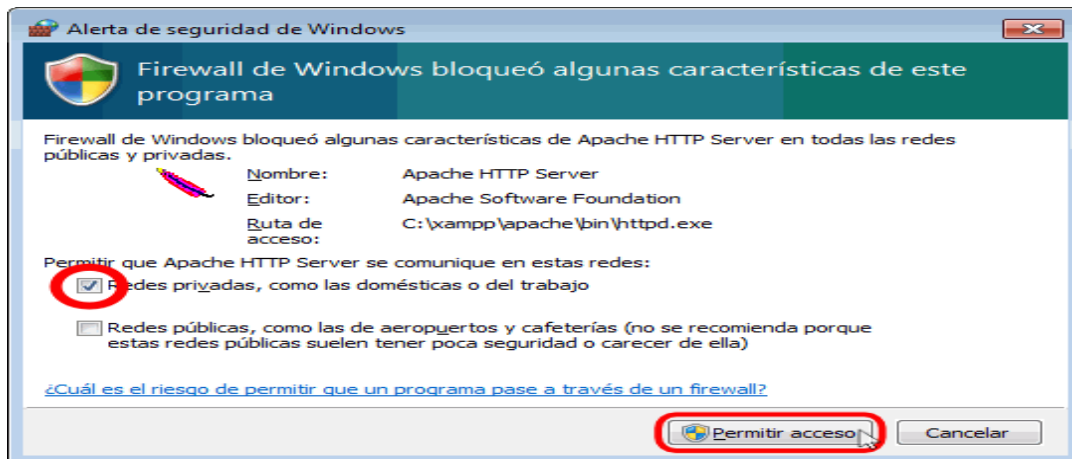 Alerta de seguridad de Windows
Firewall de Windows bloqueó algunas características de este
programa
Firewall de Windows bloqueó algunas características de Apache HTTP Server en todas las redes
públicas y privadas.
Nombre: Apache HTTP Server
Editor: Apache Software Foundation
Ruta de acceso: C:\xampp\apache\bin\httpd.exe
Permitir que Apache HTTP Server se comunique en estas redes:
Redes privadas, como las domésticas o del trabajo
Redes públicas, como las de aeropuertos y cafeterías (no se recomienda porque
estas redes públicas suelen tener poca seguridad o carecer de ella)
¿Cuál es el riesgo de permitir que un programa pase a través de un firewall?
Permitir acceso
Cancelar